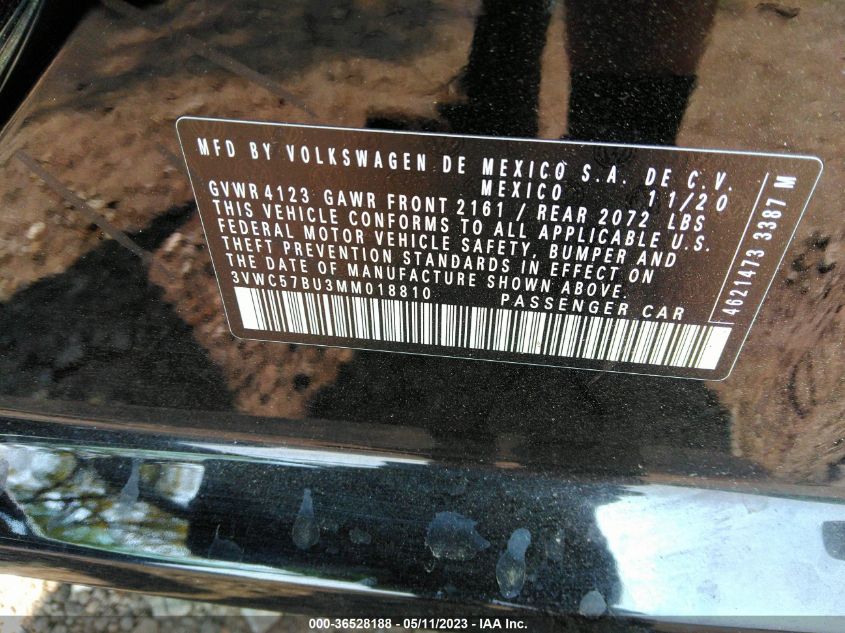 MFD BY VOLKSWAGEN DE MEXICO S.A. DE C.V.
MEXICO 11/20
GVWR 4123 GAWR FRONT 2161 / REAR 2072 LBS
THIS VEHICLE CONFORMS TO ALL APPLICABLE U.S.
FEDERAL MOTOR VEHICLE SAFETY, BUMPER AND
THEFT PREVENTION STANDARDS IN EFFECT ON
THE DATE OF MANUFACTURE SHOWN ABOVE.
3VWC57BU3MM018810 PASSENGER CAR
4621473 3387 M
000-36528188 - 05/11/2023 - IAA Inc.